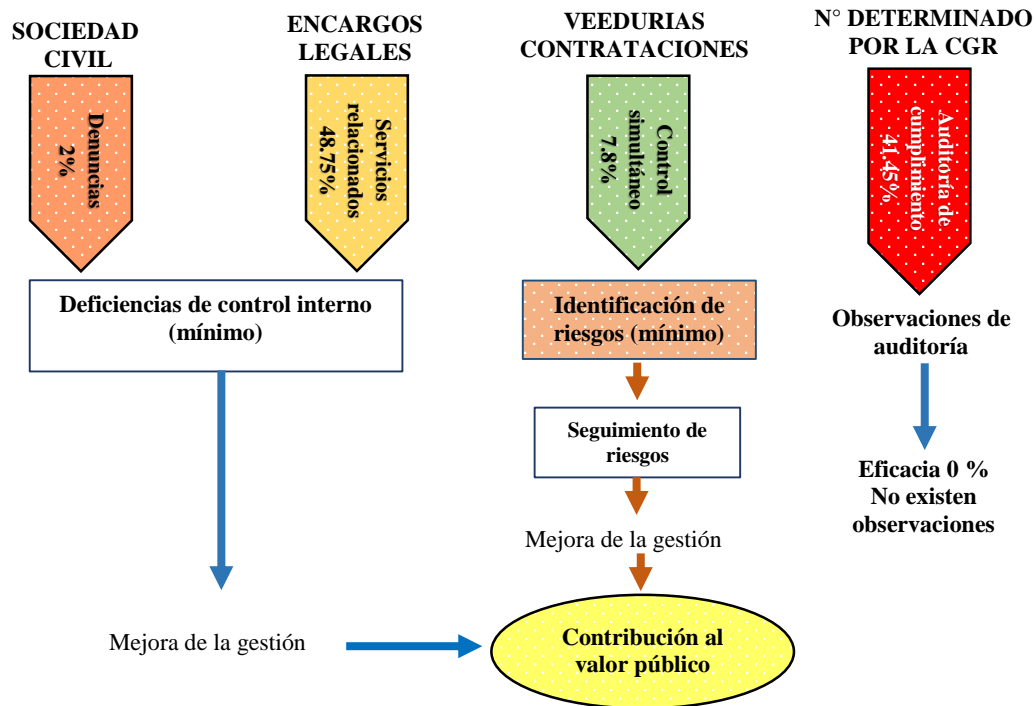 SOCIEDAD
CIVIL
ENCARGOS
LEGALES
VEEDURIAS
CONTRATACIONES
N° DETERMINADO
POR LA CGR
Denuncias
2%
Servicios
relacionados
48.75%
Control
simultáneo
7.8%
Auditoría de
cumplimiento
41.45%
Deficiencias de control interno
(mínimo)
Identificación de
riesgos (mínimo)
Observaciones de
auditoría
Seguimiento de
riesgos
Eficacia 0 %
No existen
observaciones
Mejora de la gestión
Mejora de la gestión
Contribución al
valor público